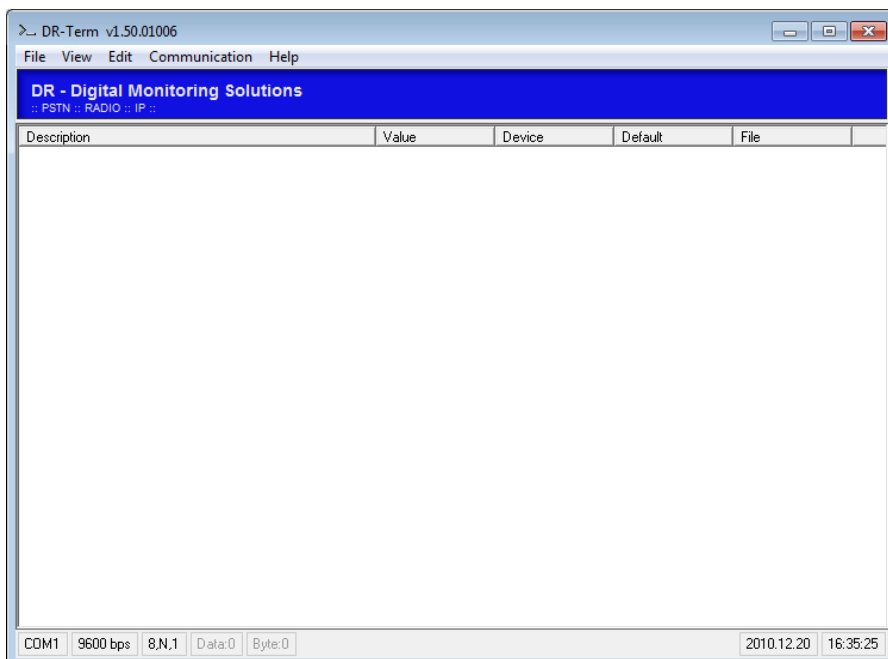 DR-Term v1.50.01006
File View Edit Communication Help
DR - Digital Monitoring Solutions
:: PSTN :: RADIO :: IP ::
Description Value Device Default File
COM1 9600 bps 8,N,1 Data:0 Byte:0 2010.12.20 16:35:25